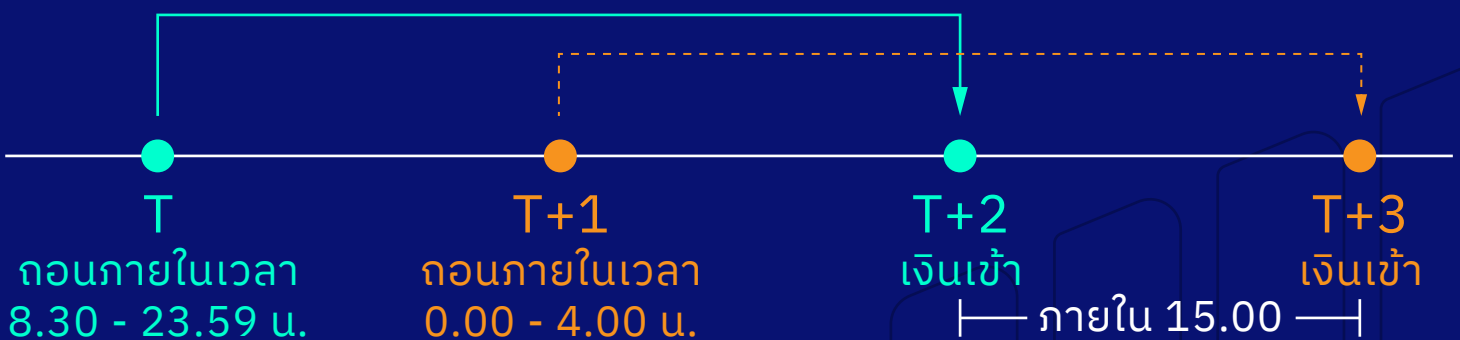 T
ถอนภายในเวลา
8.30 - 23.59 น.
T+1
ถอนภายในเวลา
0.00 - 4.00 น.
T+2
เงินเข้า
T+3
เงินเข้า
ภายใน 15.00